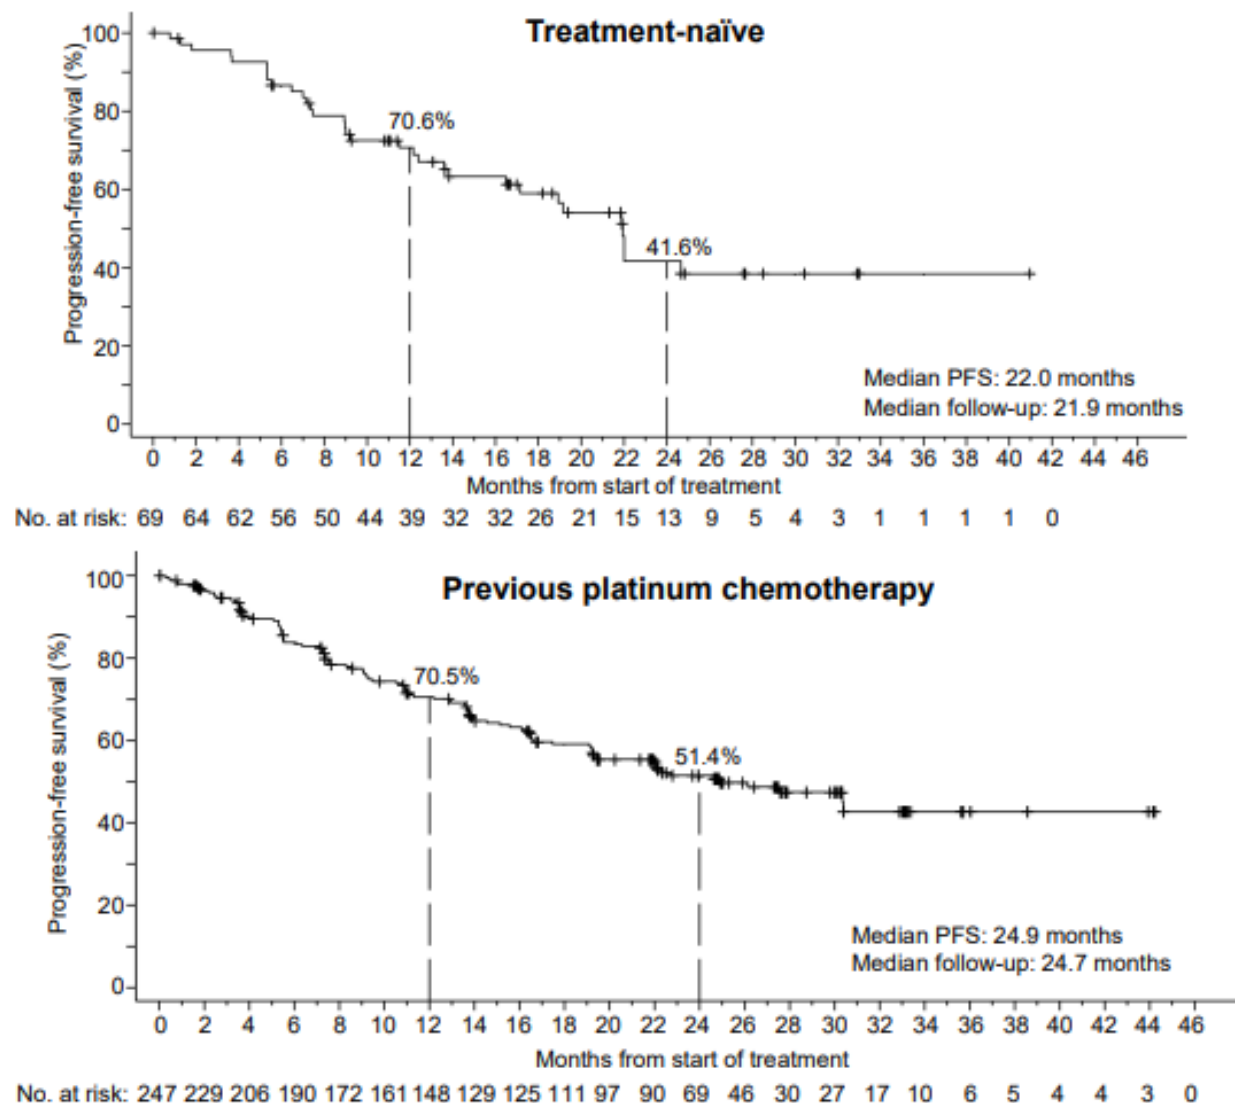 Treatment-naïve
Progression-free survival (%)
100
80
60
40
20
0
70.6%
41.6%
Median PFS: 22.0 months
Median follow-up: 21.9 months
0 2 4 6 8 10 12 14 16 18 20 22 24 26 28 30 32 34 36 38 40 42 44 46
Months from start of treatment
No. at risk: 69 64 62 56 50 44 39 32 32 26 21 15 13 9 5 4 3 1 1 1 1 0
Previous platinum chemotherapy
Progression-free survival (%)
100
80
60
40
20
0
70.5%
51.4%
Median PFS: 24.9 months
Median follow-up: 24.7 months
0 2 4 6 8 10 12 14 16 125 18 20 22 24 26 28 30 32 34 36 38 40 42 44 46
Months from start of treatment
No. at risk: 247 229 206 190 172 161 148 129 125 111 97 90 69 46 30 27 17 10 6 5 4 4 3 0